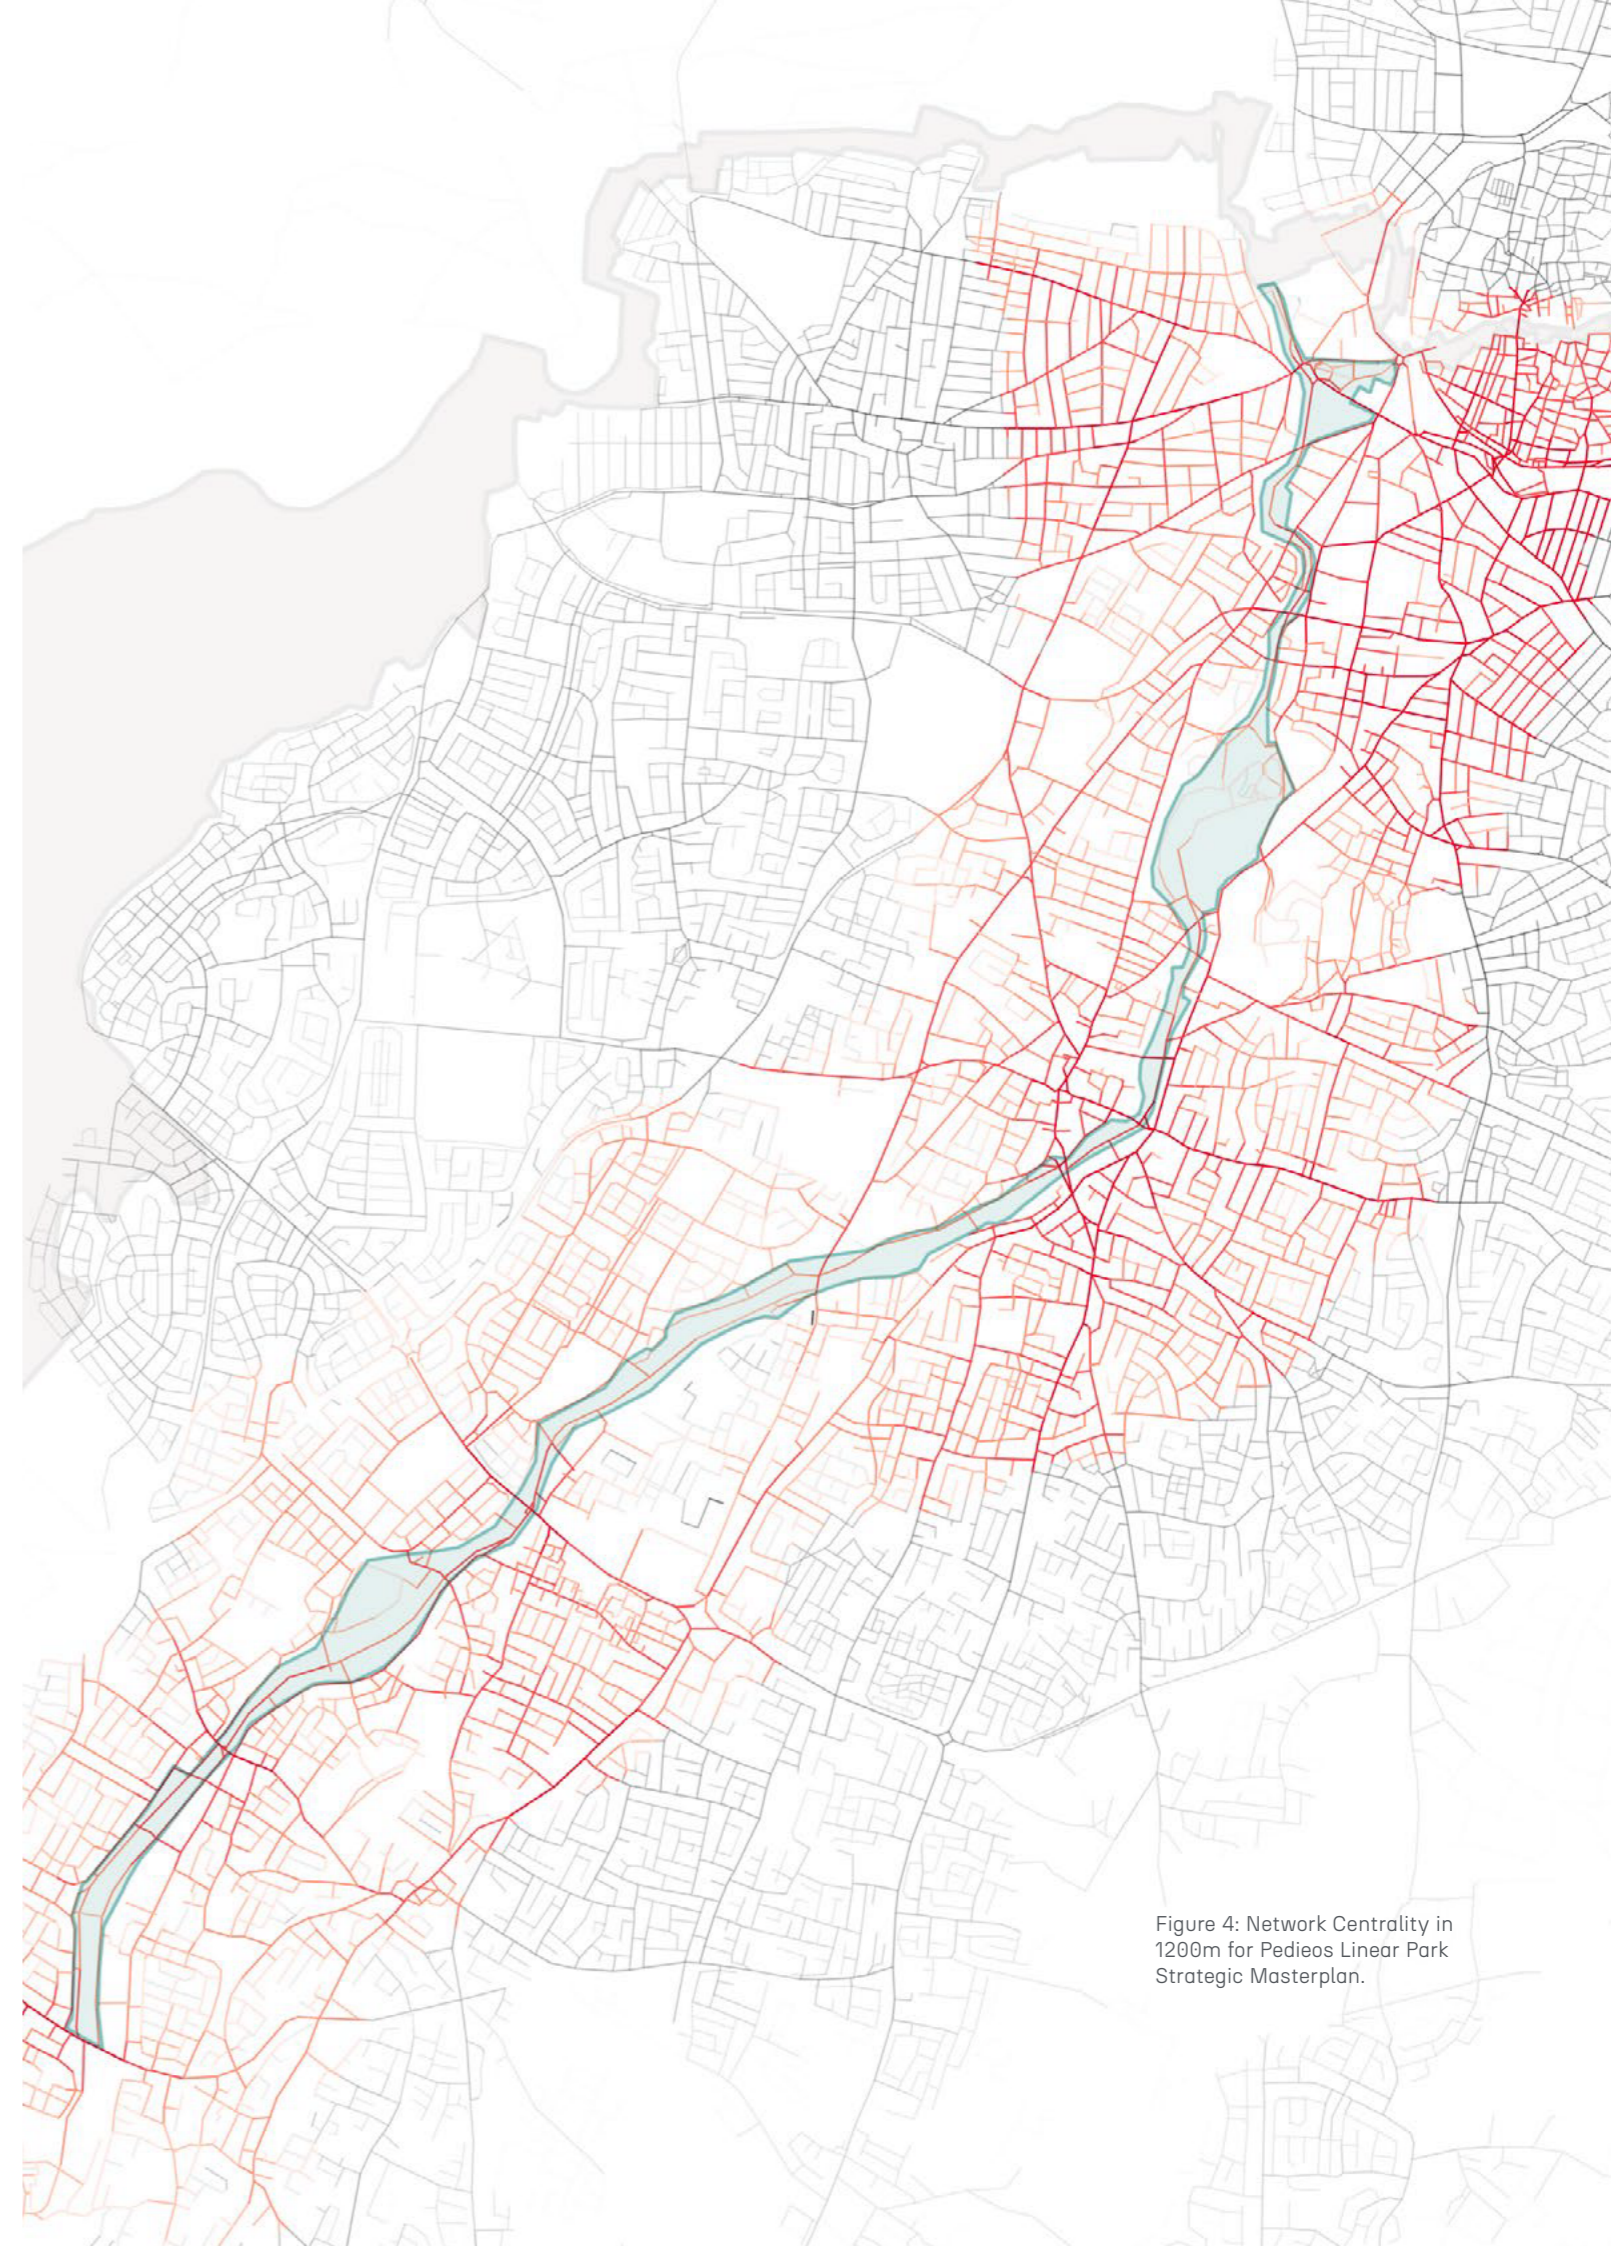 Figure 4: Network Centrality in
1200m for Pedieos Linear Park
Strategic Masterplan.